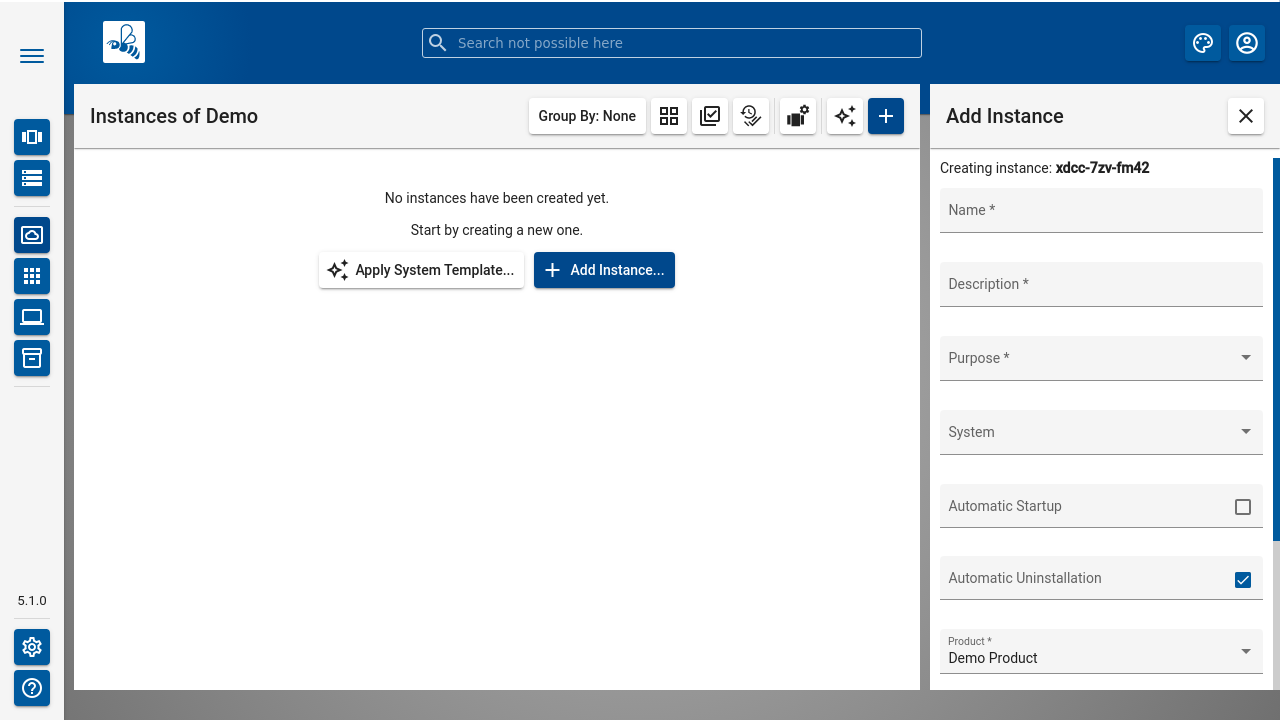 Search not possible here
Instances of Demo
Group By: None
Add Instance
No instances have been created yet.
Start by creating a new one.
Apply System Template...
Add Instance...
Creating instance: xdcc-7zv-fm42
Name *
Description *
Purpose *
System
Automatic Startup
Automatic Uninstallation
Product *
Demo Product
5.1.0